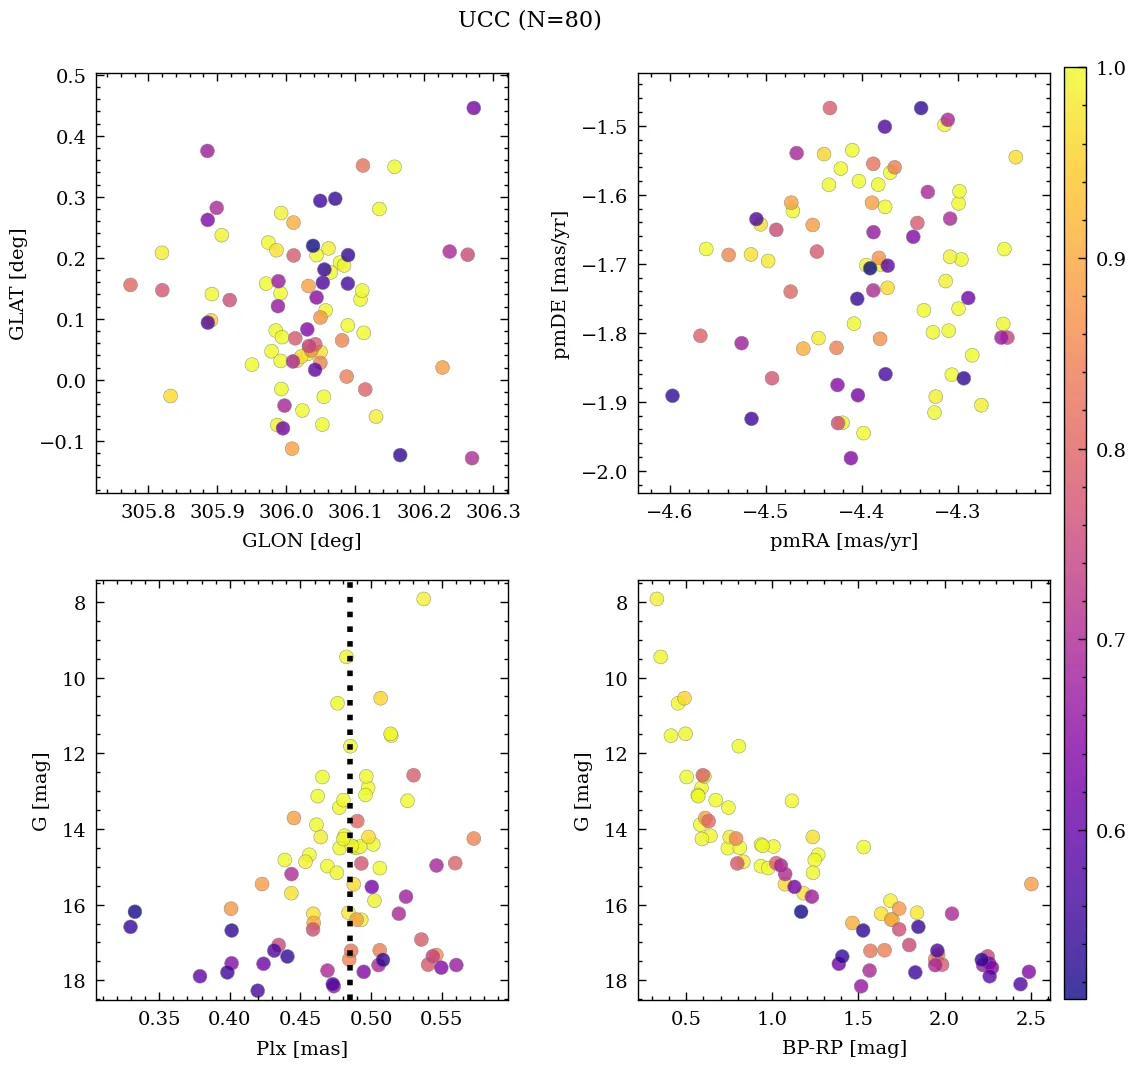 UCC (N=80)
0.5
0.4
0.3
0.2
0.1
0.0
−0.1
GLAT [deg]
305.8 305.9 306.0 306.1 306.2 306.3
GLON [deg]
−1.5
−1.6
−1.7
−1.8
−1.9
−2.0
pmDE [mas/yr]
−4.6 −4.5 −4.4 −4.3
pmRA [mas/yr]
8
10
12
14
16
18
G [mag]
0.35 0.40 0.45 0.50 0.55
Plx [mas]
8
10
12
14
16
18
G [mag]
0.5 1.0 1.5 2.0 2.5
BP-RP [mag]
1.0
0.9
0.8
0.7
0.6